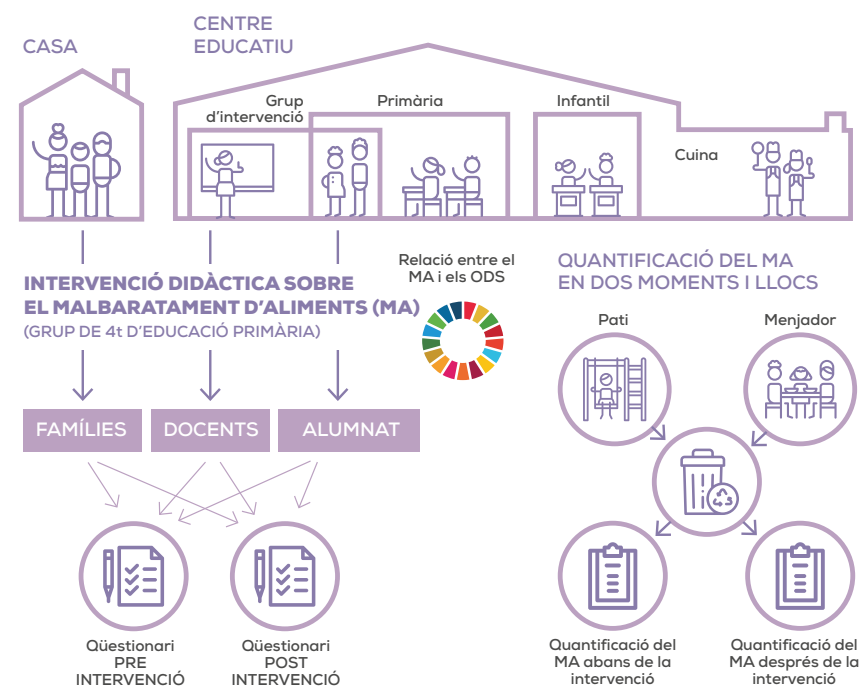 CASA
CENTRE
EDUCATIU
Grup
d'intervenció
Primària
Infantil
Cuina
INTERVENCIÓ DIDÀCTICA SOBRE
EL MALBARATAMENT D'ALIMENTS (MA)
(GRUP DE 4t D'EDUCACIÓ PRIMÀRIA)
Relació entre el
MA i els ODS
FAMÍLIES
DOCENTS
ALUMNAT
Qüestionari
PRE
INTERVENCIÓ
Qüestionari
POST
INTERVENCIÓ
QUANTIFICACIÓ DEL MA
EN DOS MOMENTS I LLOCS
Pati
Menjador
Quantificació del
MA abans de la
intervenció
Quantificació del
MA després de la
intervenció